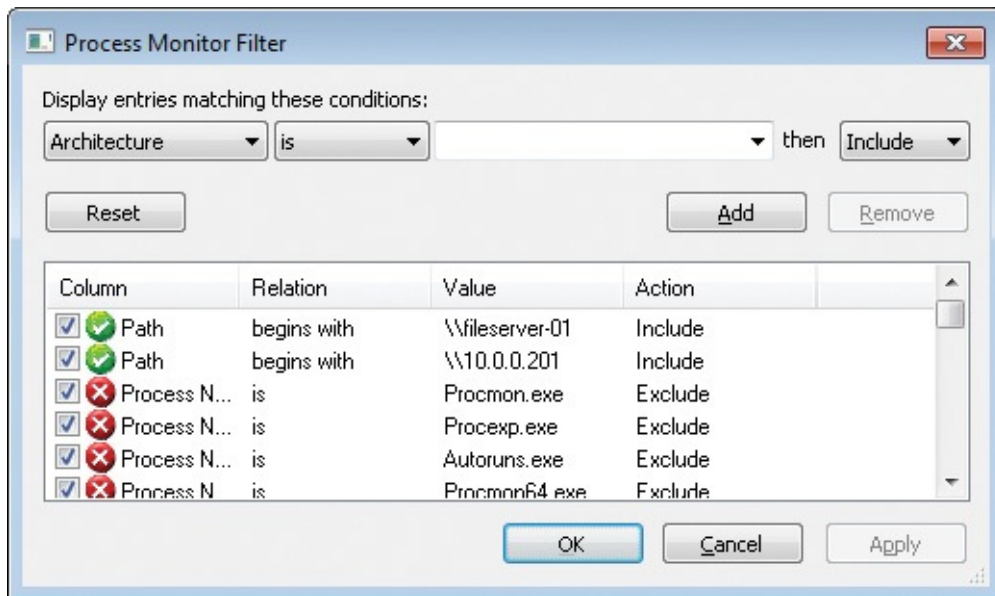 Process Monitor Filter
Display entries matching these conditions:
Architecture is then Include
Reset Add Remove
Column Relation Value Action
Path begins with \\fileserver-01 Include
Path begins with \\10.0.0.201 Include
Process N... is Procmon.exe Exclude
Process N... is Procexp.exe Exclude
Process N... is Autoruns.exe Exclude
Process N is Procmon64.exe Exclude
OK Cancel Apply